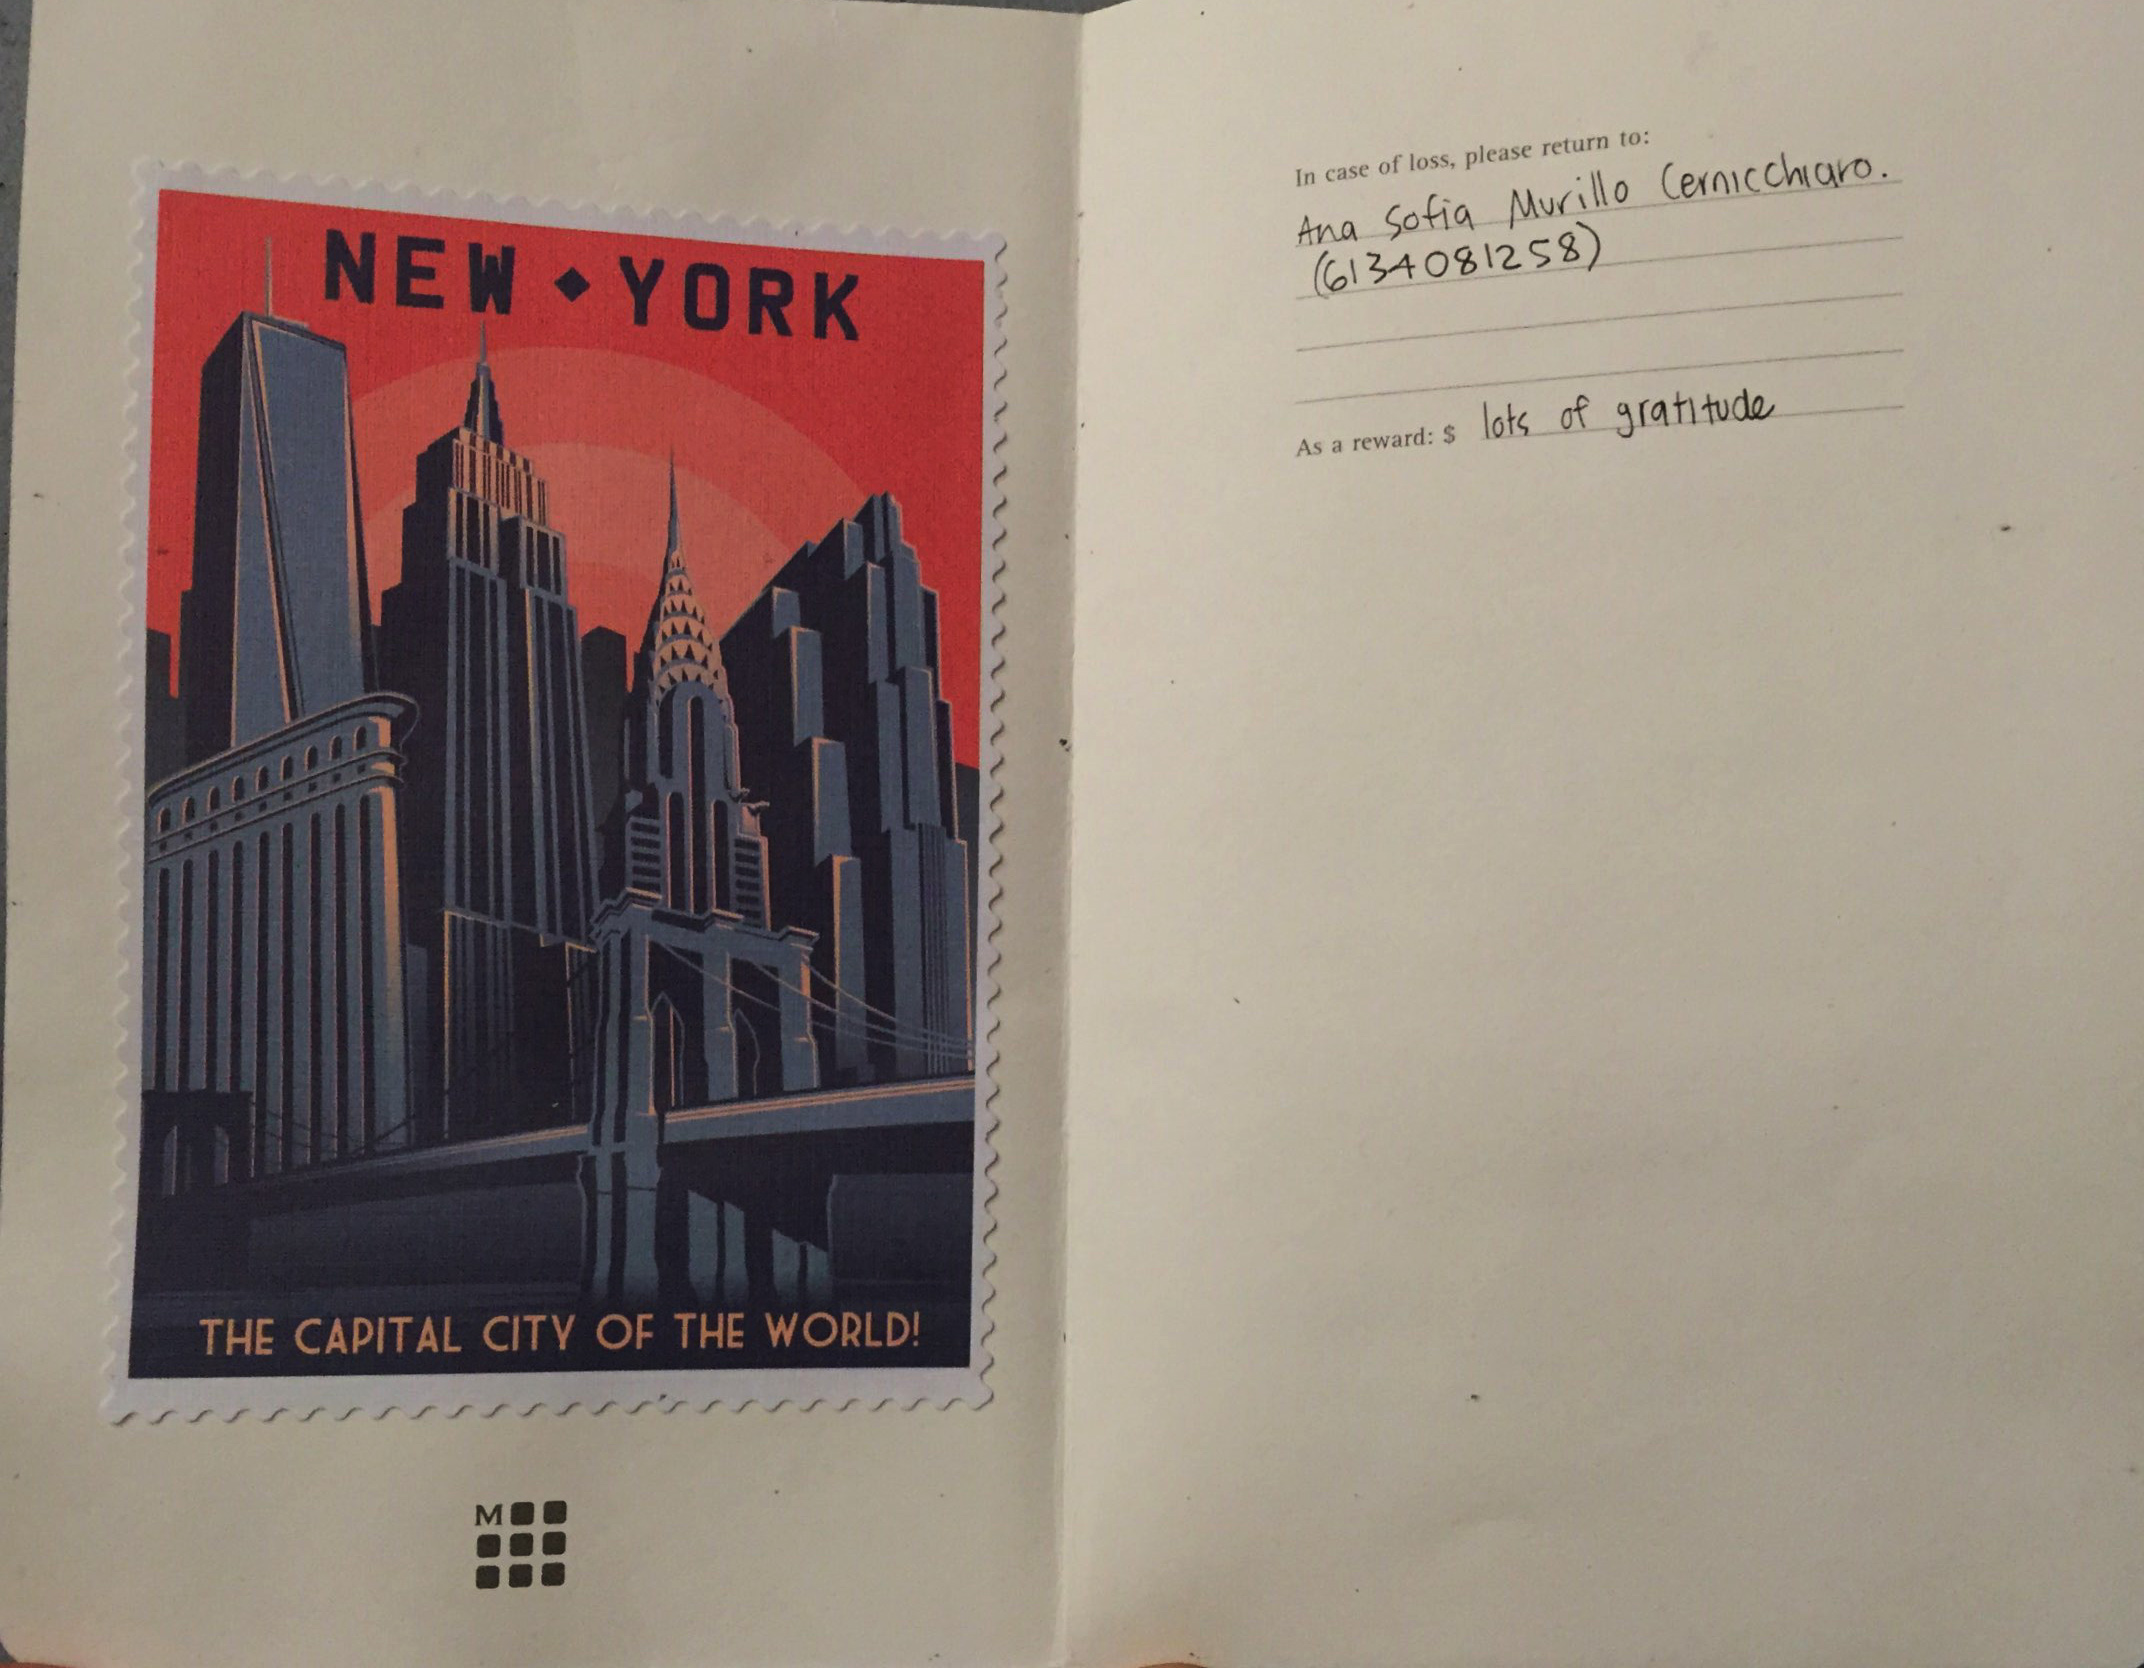 NEW◆YORK
THE CAPITAL CITY OF THE WORLD!
M
In case of loss, please return to:
Ana Sofia Murillo Cernicchiaro.
(6134081258)
As a reward: $ lots of gratitude